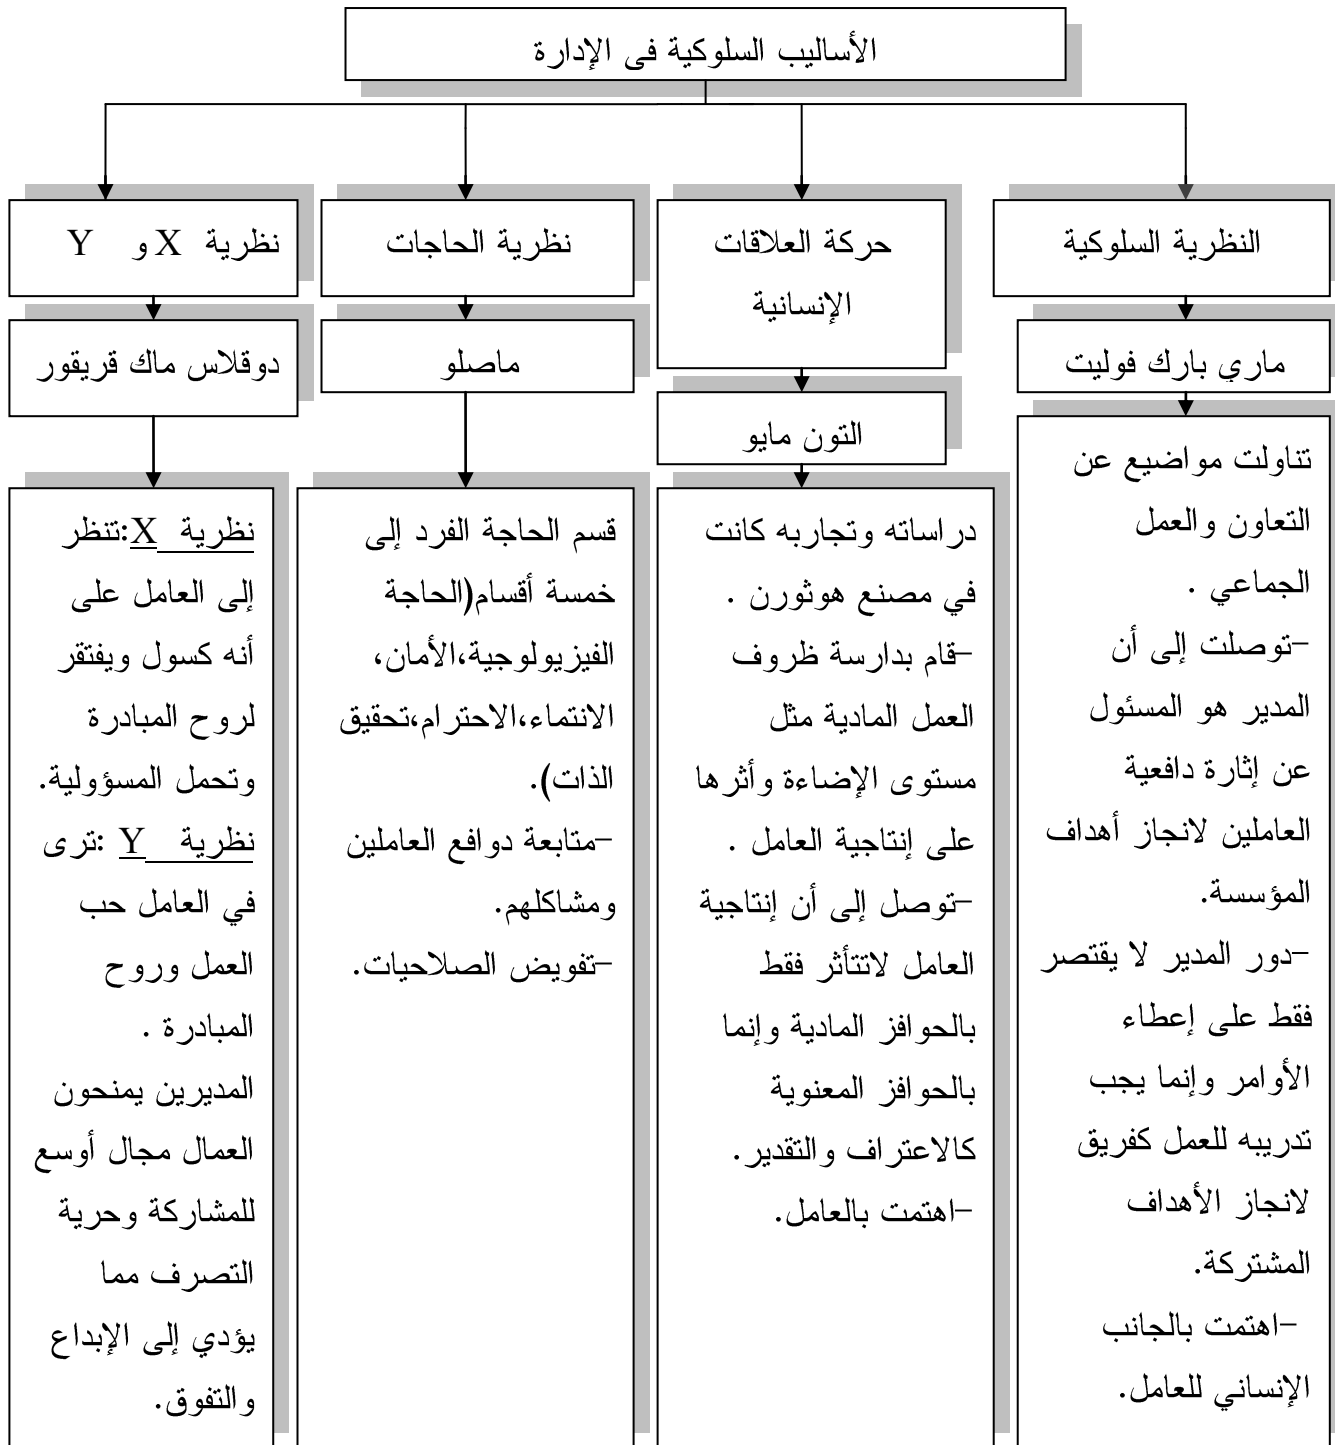 الأساليب السلوكية فى الإدارة
النظرية السلوكية
ماري بارك فوليت
تناولت مواضيع عن
التعاون والعمل
الجماعي .
-توصلت إلى أن
المدير هو المسئول
عن إثارة دافعية
العاملين لانجاز أهداف
المؤسسة.
-دور المدير لا يقتصر
فقط على إعطاء
الأوامر وإنما يجب
تدريبه للعمل كفريق
لانجاز الأهداف
المشتركة.
-اهتمت بالجانب
الإنساني للعامل.
حركة العلاقات
الإنسانية
التون مايو
دراساته وتجاربه كانت
في مصنع هوثورن .
-قام بدارسة ظروف
العمل المادية مثل
مستوى الإضاءة وأثرها
على إنتاجية العامل .
-توصل إلى أن إنتاجية
العامل لاتتأثر فقط
بالحوافز المادية وإنما
بالحوافز المعنوية
كالاعتراف والتقدير.
-اهتمت بالعامل.
نظرية الحاجات
ماصلو
قسم الحاجة الفرد إلى
خمسة أقسام(الحاجة
الفيزيولوجية،الأمان،
الانتماء،الاحترام،تحقيق
الذات).
-متابعة دوافع العاملين
ومشاكلهم.
-تفويض الصلاحيات.
نظرية X و Y
دوقلاس ماك قريقور
نظرية X:تنظر
إلى العامل على
أنه كسول ويفتقر
لروح المبادرة
وتحمل المسؤولية.
نظرية Y :ترى
في العامل حب
العمل وروح
المبادرة .
المديرين يمنحون
العمال مجال أوسع
للمشاركة وحرية
التصرف مما
يؤدي إلى الإبداع
والتفوق.